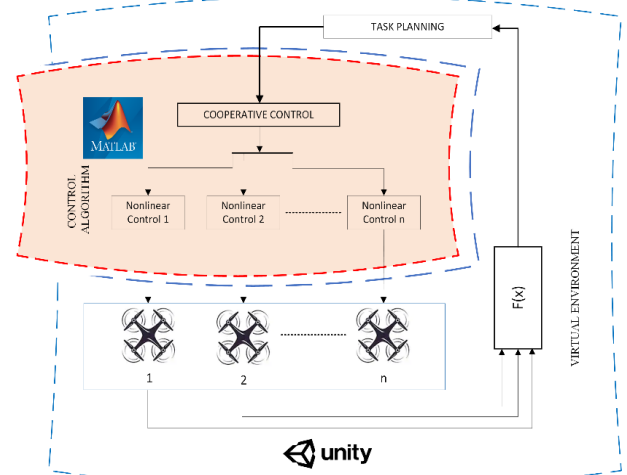 TASK PLANNING
COOPERATIVE CONTROL
MATLAB®
CONTROL
ALGORITHM
Nonlinear
Control 1
Nonlinear
Control 2
Nonlinear
Control n
F(x)
VIRTUAL ENVIRONMENT
1
2
n
unity